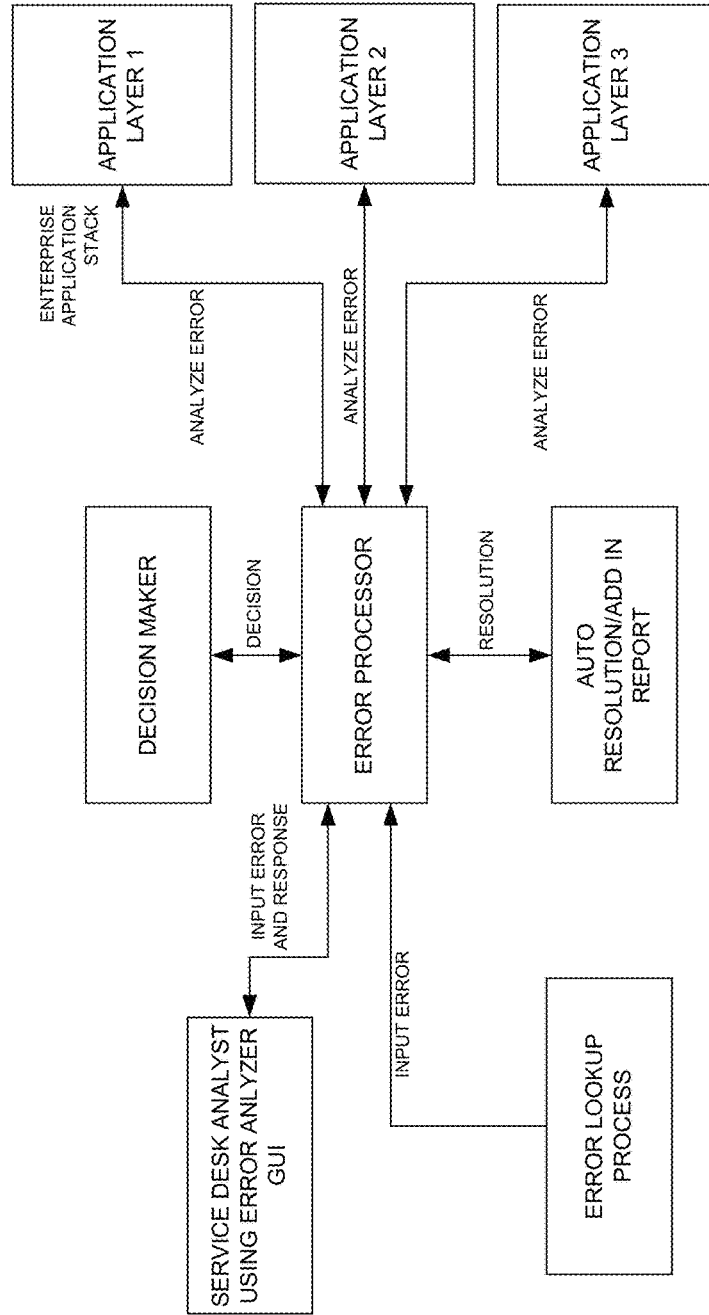 SERVICE DESK ANALYST
USING ERROR ANLYZER
GUI
INPUT ERROR
AND RESPONSE
ERROR LOOKUP
PROCESS
INPUT ERROR
DECISION MAKER
DECISION
ERROR PROCESSOR
RESOLUTION
AUTO
RESOLUTION/ADD IN
REPORT
ENTERPRISE
APPLICATION
STACK
ANALYZE ERROR
ANALYZE ERROR
ANALYZE ERROR
APPLICATION
LAYER 1
APPLICATION
LAYER 2
APPLICATION
LAYER 3